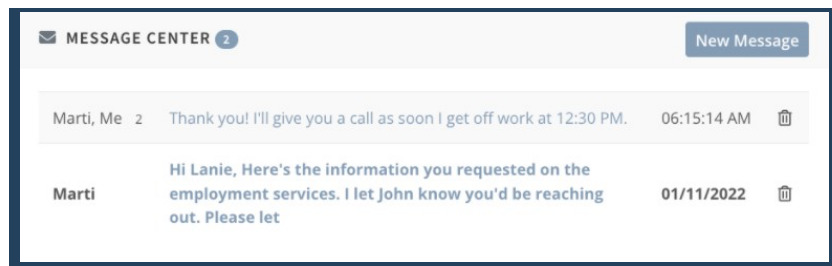 MESSAGE CENTER 2
New Message
Marti, Me 2 Thank you! I'll give you a call as soon I get off work at 12:30 PM. 06:15:14 AM
Hi Lanie, Here's the information you requested on the
Marti employment services. I let John know you'd be reaching 01/11/2022
out. Please let